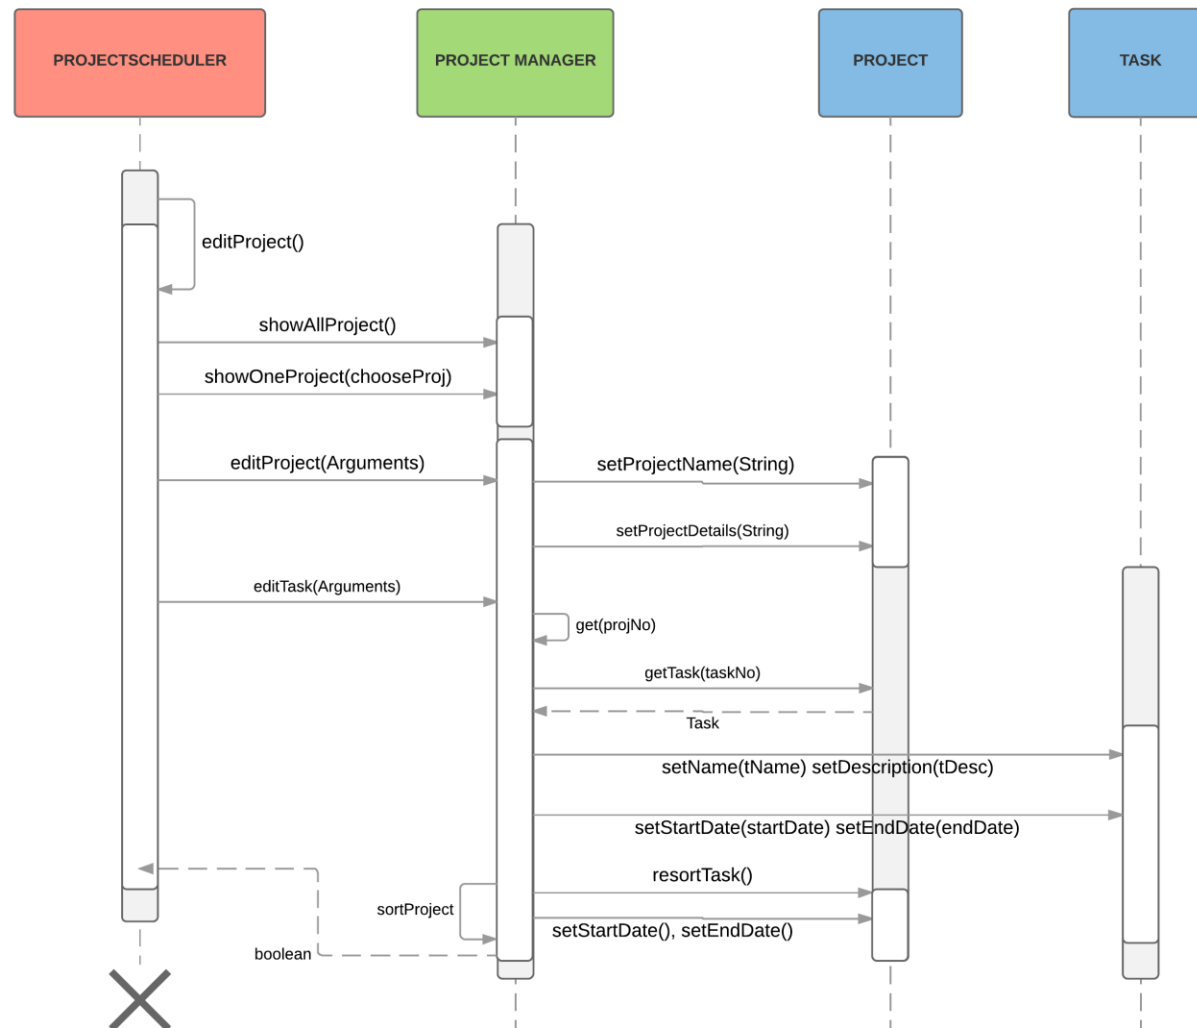 PROJECTSCHEDULER
PROJECT MANAGER
PROJECT
TASK
editProject()
showAllProject()
showOneProject(chooseProj)
editProject(Arguments)
setProjectName(String)
setProjectDetails(String)
editTask(Arguments)
get(projNo)
getTask(taskNo)
Task
setName(tName) setDescription(tDesc)
setStartDate(startDate) setEndDate(endDate)
resortTask()
sortProject
setStartDate(), setEndDate()
boolean